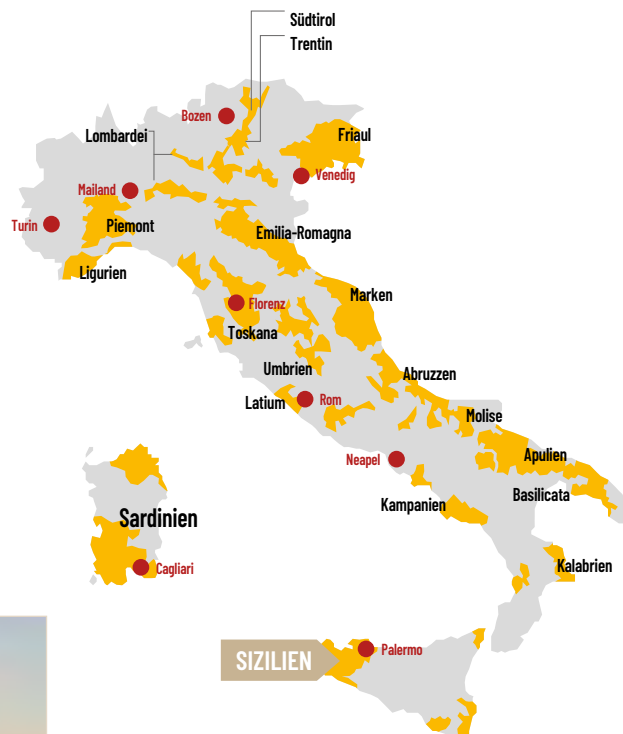 Südtirol
Trentin
Bozen
Lombardei
Friaul
Venedig
Mailand
Turin
Piemont
Emilia-Romagna
Ligurien
Marken
Florenz
Toskana
Umbrien
Abruzzen
Latium
Rom
Molise
Neapel
Apulien
Basilicata
Kampanien
Sardinien
Kalabrien
Cagliari
Palermo
SIZILIEN